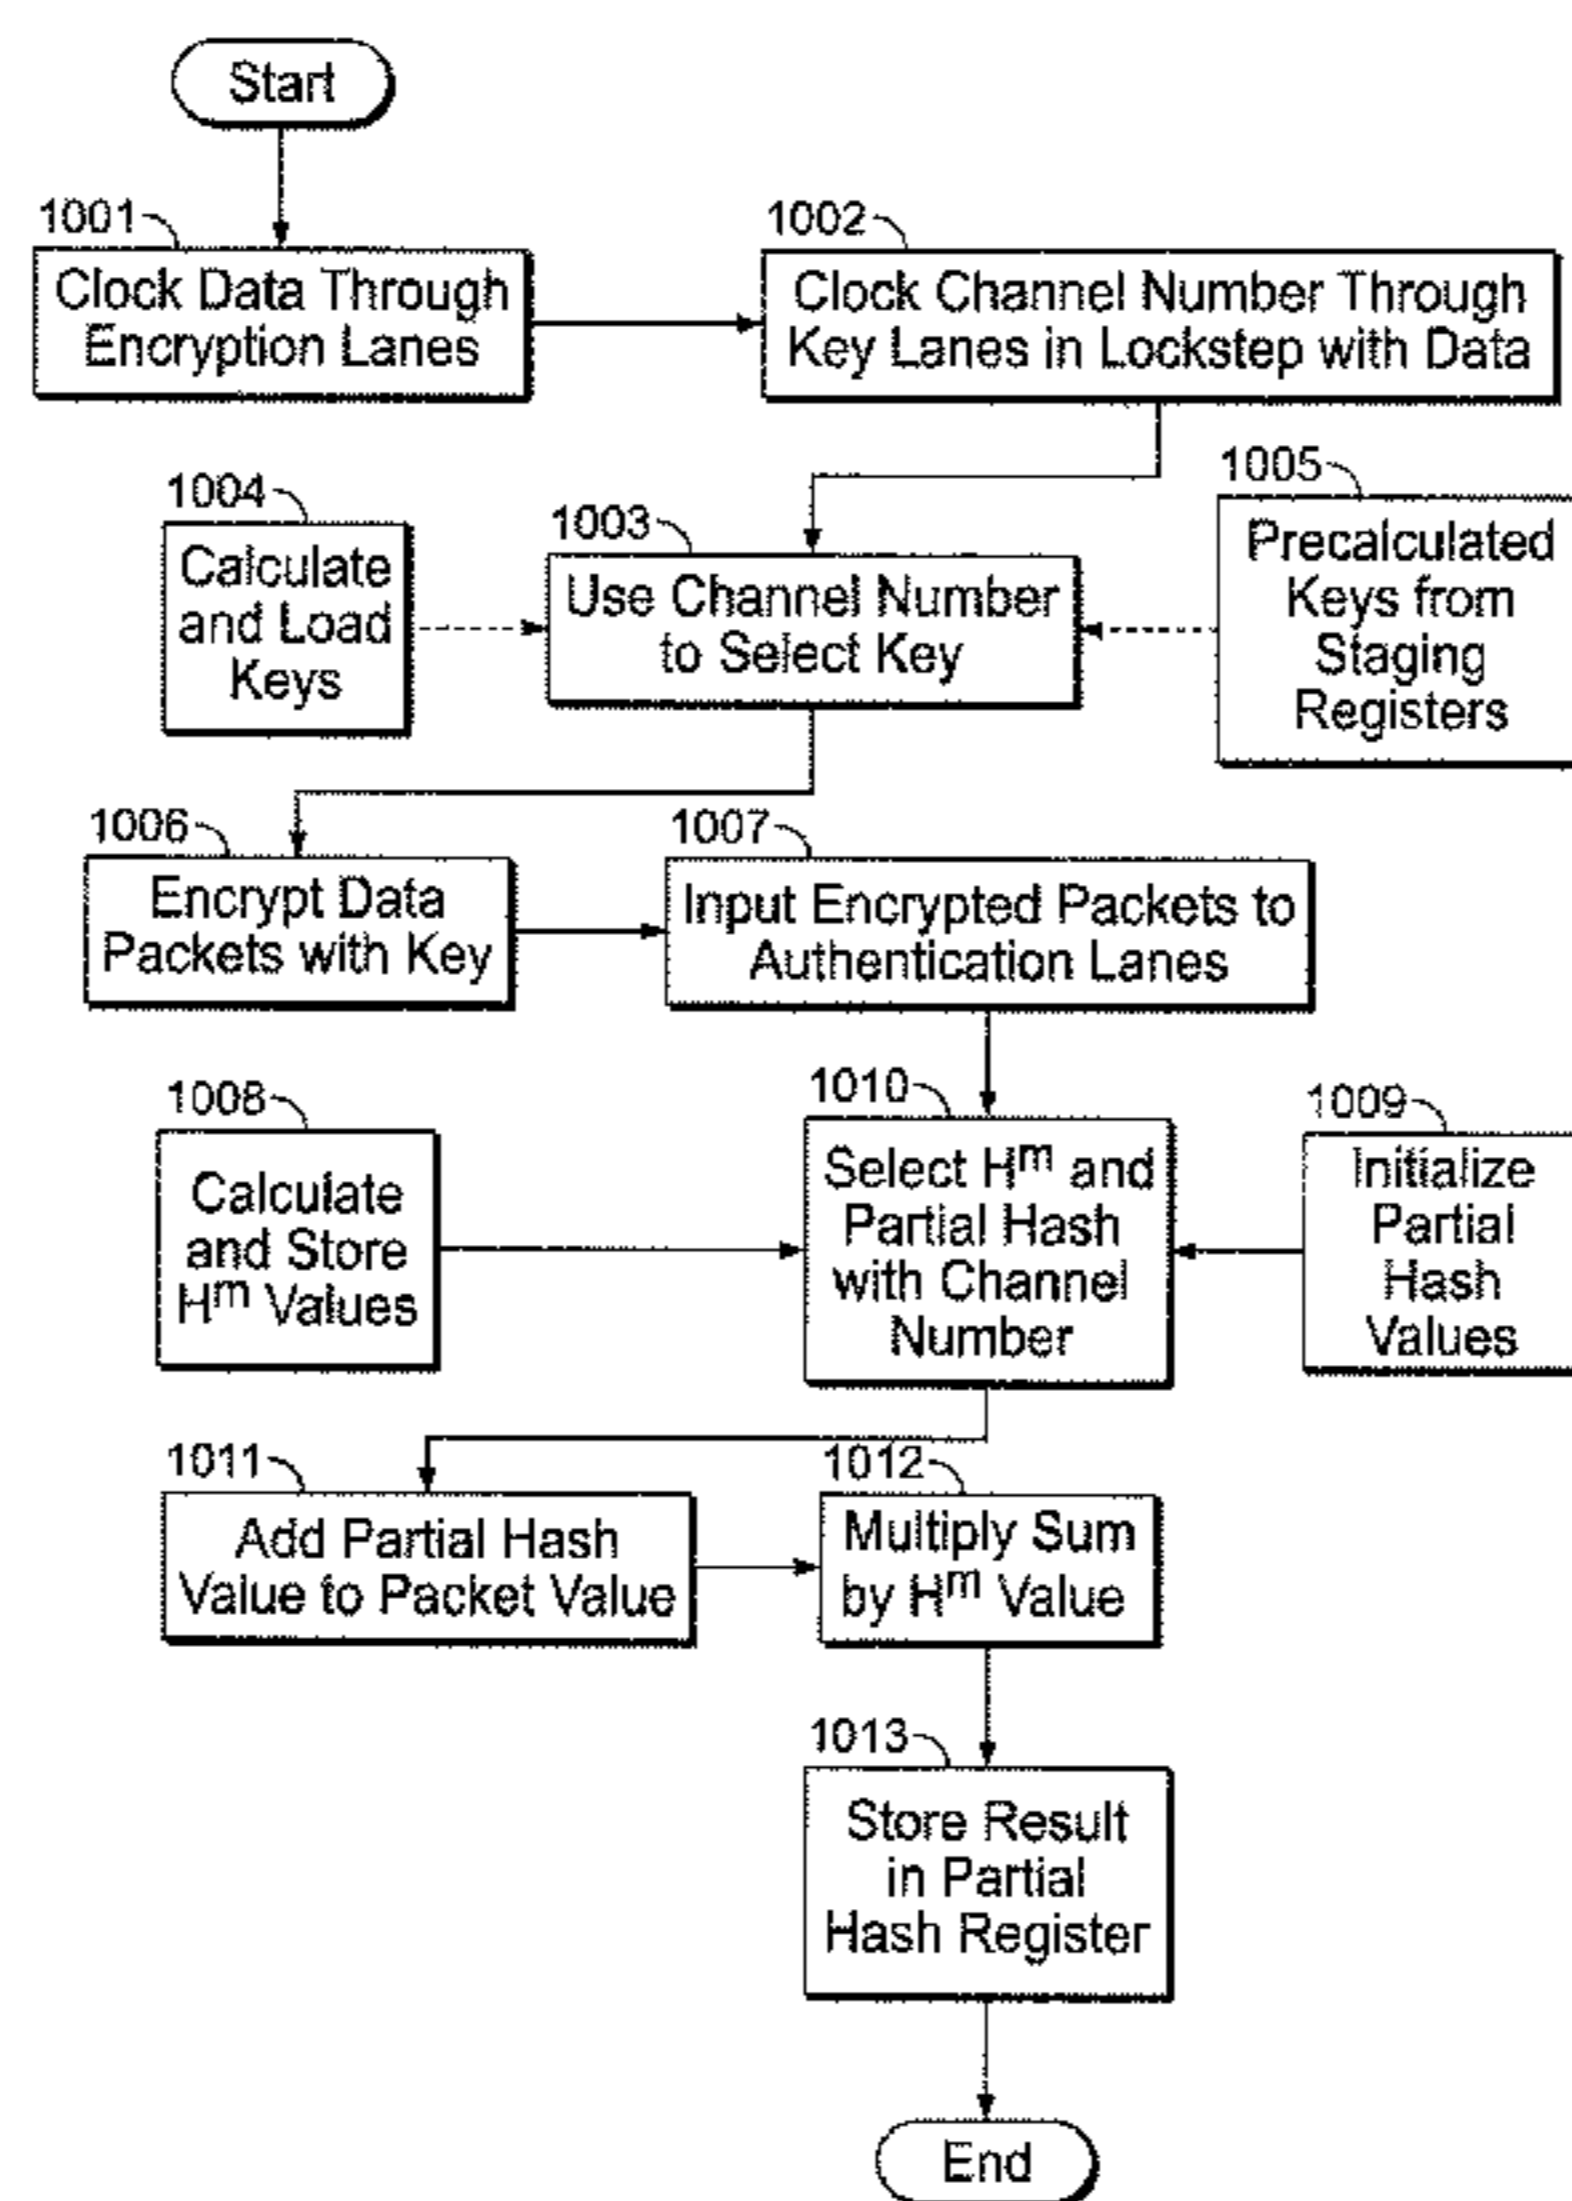 Start
1001
Clock Data Through
Encryption Lanes
1002
Clock Channel Number Through
Key Lanes in Lockstep with Data
1004
Calculate
and Load
Keys
1003
Use Channel Number
to Select Key
1005
Precalculated
Keys from
Staging
Registers
1006
Encrypt Data
Packets with Key
1007
Input Encrypted Packets to
Authentication Lanes
1008
Calculate
and Store
Hᵐ Values
1010
Select Hᵐ and
Partial Hash
with Channel
Number
1009
Initialize
Partial
Hash
Values
1011
Add Partial Hash
Value to Packet Value
1012
Multiply Sum
by Hᵐ Value
1013
Store Result
in Partial
Hash Register
End